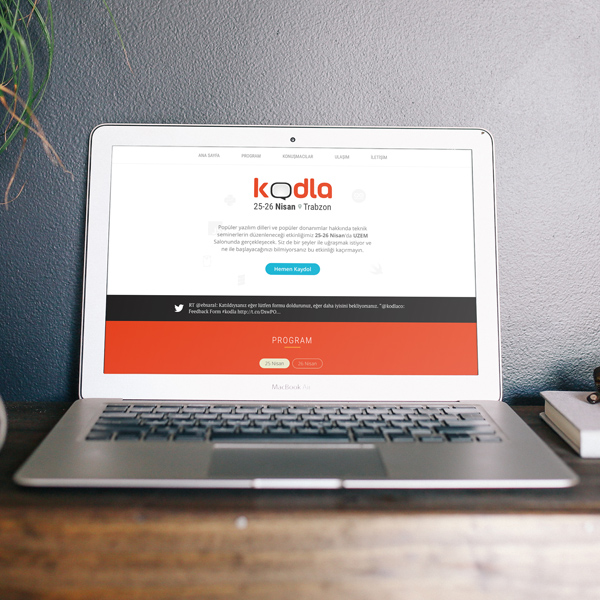 ANA SAYFA PROGRAM KONUŞMACILAR ULAŞIM İLETİŞİM
kodla
25-26 Nisan Trabzon
Popüler yazılım dilleri ve popüler donanımlar hakkında teknik
seminerlerin düzenleneceği etkinliğimiz 25-26 Nisan'da UZEM
Salonunda gerçekleşecek. Siz de bir şeyler ile uğraşmak istiyor ve
ne ile başlayacağınızı bilmiyorsanız bu etkinliği kaçırmayın.
Hemen Kaydol
RT @ebuzal: Katıldıysanız eğer lütfen formu doldurunuz, eğer daha iyisini bekliyorsanız. "@kodlaco:
Feedback Form #kodla http://t.co/DswPO...
PROGRAM
25 Nisan 26 Nisan
MacBook Air